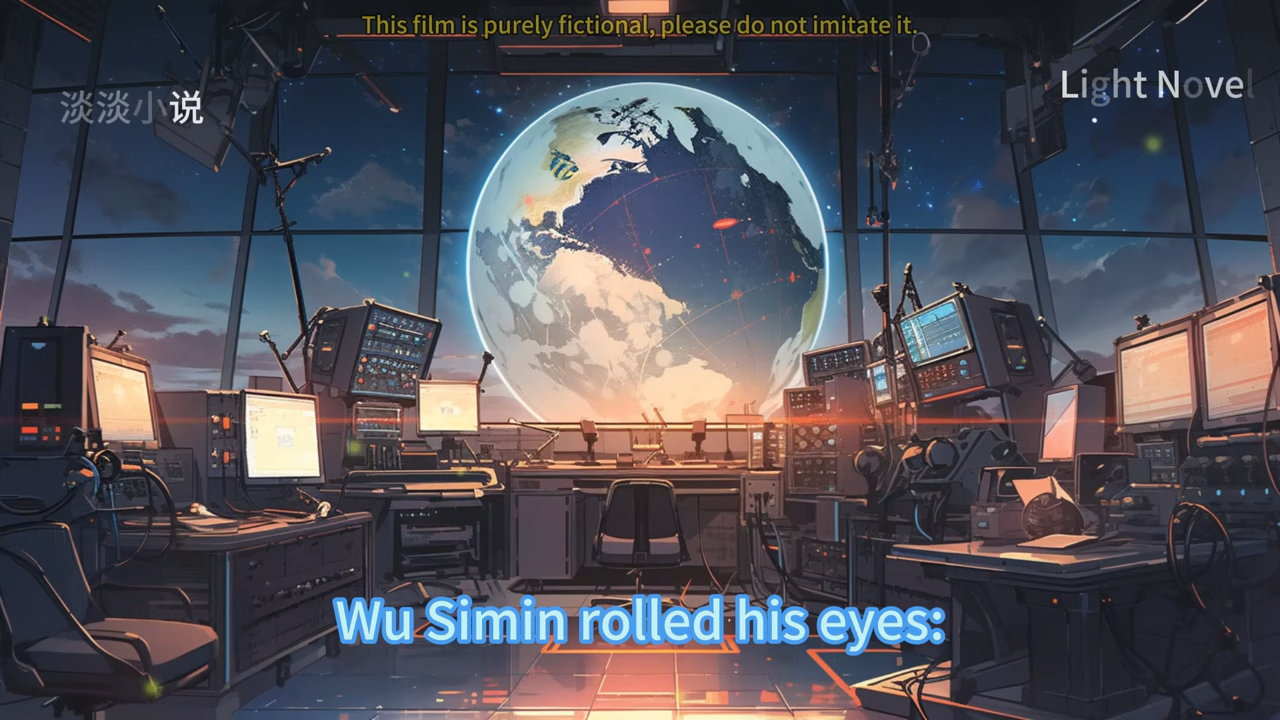 This film is purely fictional, please do not imitate it.
淡淡小说
Light Novel
Wu Simin rolled his eyes: